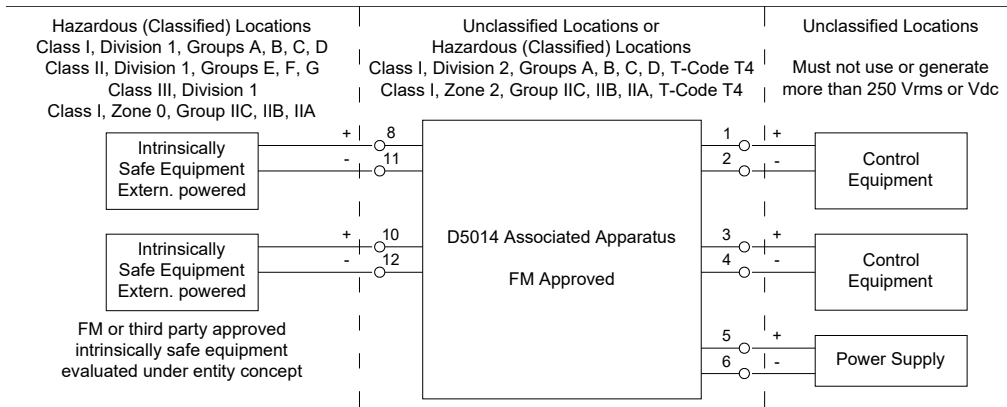 Hazardous (Classified) Locations
Class I, Division 1, Groups A, B, C, D
Class II, Division 1, Groups E, F, G
Class III, Division 1
Class I, Zone 0, Group IIC, IIB, IIA
Unclassified Locations or
Hazardous (Classified) Locations
Class I, Division 2, Groups A, B, C, D, T-Code T4
Class I, Zone 2, Group IIC, IIB, IIA, T-Code T4
Unclassified Locations
Must not use or generate
more than 250 Vrms or Vdc
Intrinsically
Safe Equipment
Extern. powered
+ 8
- 11
Intrinsically
Safe Equipment
Extern. powered
+ 10
- 12
FM or third party approved
intrinsically safe equipment
evaluated under entity concept
D5014 Associated Apparatus
FM Approved
1 +
2 -
Control
Equipment
3 +
4 -
Control
Equipment
5 +
6 -
Power Supply